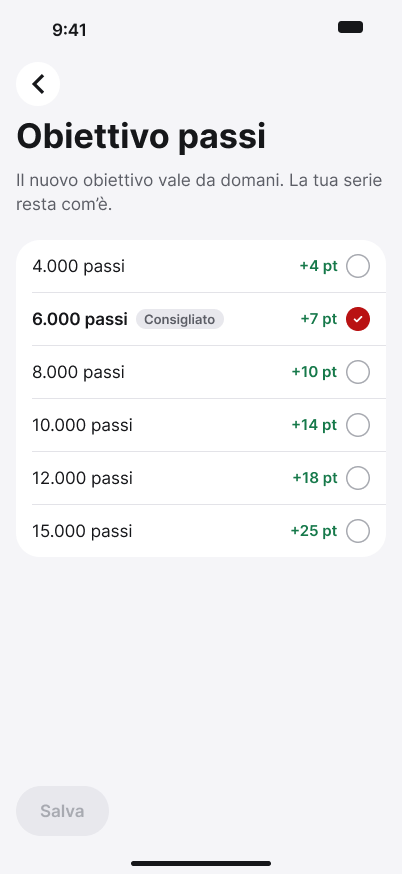 9:41
Obiettivo passi
Il nuovo obiettivo vale da domani. La tua serie
resta com’è.
4.000 passi +4 pt
6.000 passi Consigliato +7 pt
8.000 passi +10 pt
10.000 passi +14 pt
12.000 passi +18 pt
15.000 passi +25 pt
Salva